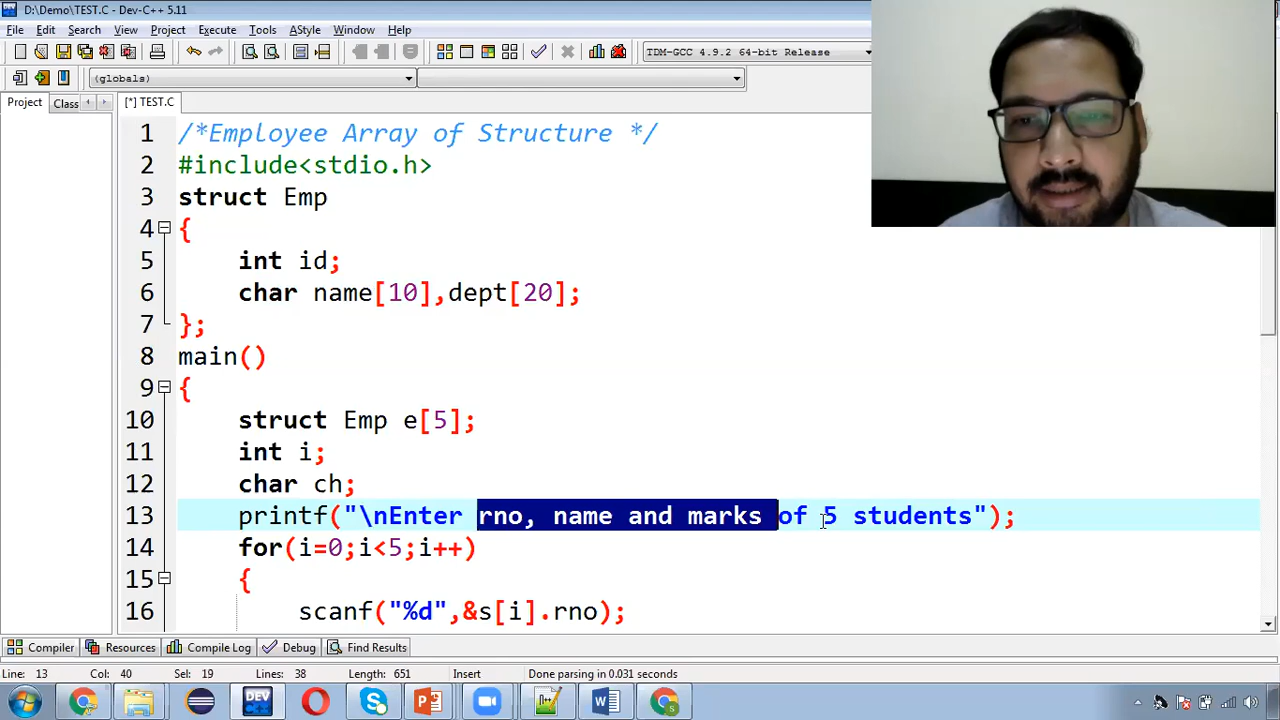 D:\Demo\TEST.C - Dev-C++ 5.11
File Edit Search View Project Execute Tools AStyle Window Help
TDM-GCC 4.9.2 64-bit Release
(globals)
Project Class [*] TEST.C
1 /*Employee Array of Structure */
2 #include<stdio.h>
3 struct Emp
4 {
5 int id;
6 char name[10],dept[20];
7 };
8 main()
9 {
10 struct Emp e[5];
11 int i;
12 char ch;
13 printf("\nEnter rno, name and marks of 5 students");
14 for(i=0;i<5;i++)
15 {
16 scanf("%d",&s[i].rno);
Compiler Resources Compile Log Debug Find Results
Line: 13 Col: 40 Sel: 19 Lines: 38 Length: 651 Insert Done parsing in 0.031 seconds
DEV